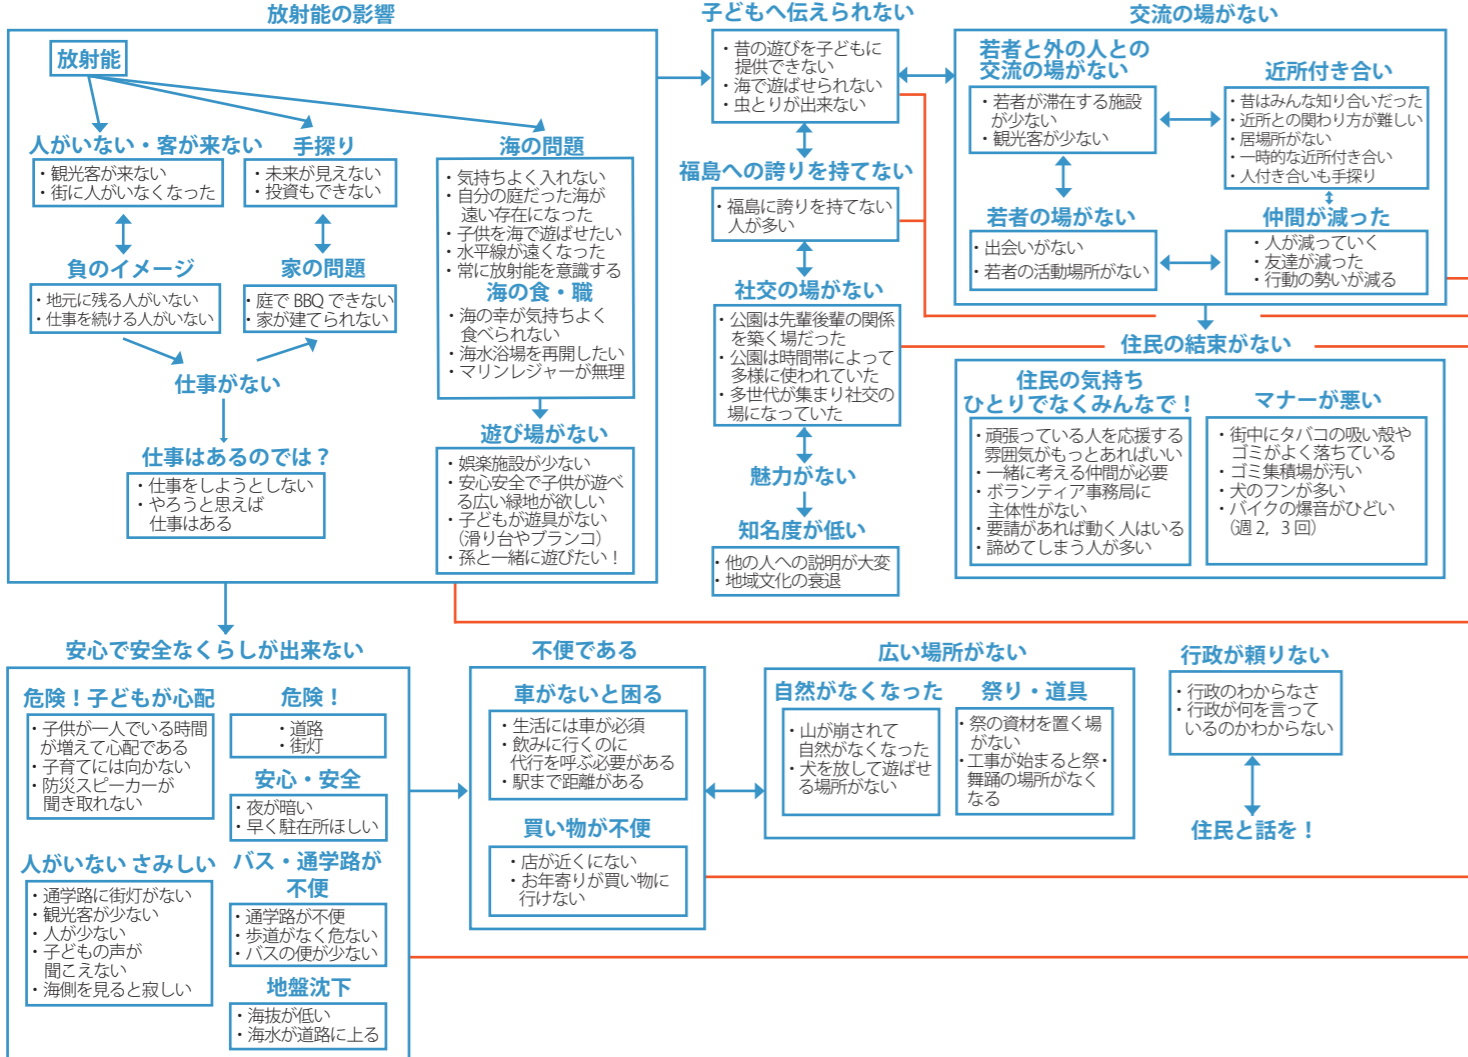 放射能の影響
放射能
人がいない・客が来ない
・観光客が来ない
・街に人がいなくなった
手探り
・未来が見えない
・投資もできない
負のイメージ
・地元に残る人がいない
・仕事を続ける人がいない
家の問題
・庭で BBQ できない
・家が建てられない
仕事がない
仕事はあるのでは？
・仕事をしようとしない
・やろうと思えば
仕事はある
海の問題
・気持ちよく入れない
・自分の庭だった海が
遠い存在になった
・子供を海で遊ばせたい
・水平線が遠くなった
・常に放射能を意識する
海の食・職
・海の幸が気持ちよく
食べられない
・海水浴場を再開したい
・マリンレジャーが無理
遊び場がない
・娯楽施設が少ない
・安心安全で子供が遊べ
る広い緑地が欲しい
・子どもが遊具がない
（滑り台やブランコ）
・孫と一緒に遊びたい！
子どもへ伝えられない
・昔の遊びを子どもに
提供できない
・海で遊ばせられない
・虫とりが出来ない
福島への誇りを持てない
・福島に誇りを持てない
人が多い
社交の場がない
・公園は先輩後輩の関係
を築く場だった
・公園は時間帯によって
多様に使われていた
・多世代が集まり社交の
場になっていた
魅力がない
知名度が低い
・他の人への説明が大変
・地域文化の衰退
交流の場がない
若者と外の人との
交流の場がない
・若者が滞在する施設
が少ない
・観光客が少ない
近所付き合い
・昔はみんな知り合いだった
・近所との関わり方が難しい
・居場所がない
・一時的な近所付き合い
・人付き合いも手探り
若者の場がない
・出会いがない
・若者の活動場所がない
仲間が減った
・人が減っていく
・友達が減った
・行動の勢いが減る
住民の結束がない
住民の気持ち
ひとりでなくみんなで！
・頑張っている人を応援する
雰囲気がもっとあればいい
・一緒に考える仲間が必要
・ボランティア事務局に
主体性がない
・要請があれば動く人はいる
・諦めてしまう人が多い
マナーが悪い
・街中にタバコの吸い殻や
ゴミがよく落ちている
・ゴミ集積場が汚い
・犬のフンが多い
・バイクの爆音がひどい
（週 2，3 回）
安心で安全なくらしが出来ない
危険！子どもが心配
・子供が一人でいる時間
が増えて心配である
・子育てには向かない
・防災スピーカーが
聞き取れない
危険！
・道路
・街灯
安心・安全
・夜が暗い
・早く駐在所ほしい
人がいない さみしい
・通学路に街灯がない
・観光客が少ない
・人が少ない
・子どもの声が
聞こえない
・海側を見ると寂しい
バス・通学路が
不便
・通学路が不便
・歩道がなく危ない
・バスの便が少ない
地盤沈下
・海抜が低い
・海水が道路に上る
不便である
車がないと困る
・生活には車が必須
・飲みに行くのに
代行を呼ぶ必要がある
・駅まで距離がある
買い物が不便
・店が近くにない
・お年寄りが買い物に
行けない
広い場所がない
自然がなくなった
・山が崩されて
自然がなくなった
・犬を放して遊ばせ
る場所がない
祭り・道具
・祭の資材を置く場
がない
・工事が始まると祭・
舞踊の場所がなく
なる
行政が頼りない
・行政のわからなさ
・行政が何を言って
いるのかわからない
住民と話を！